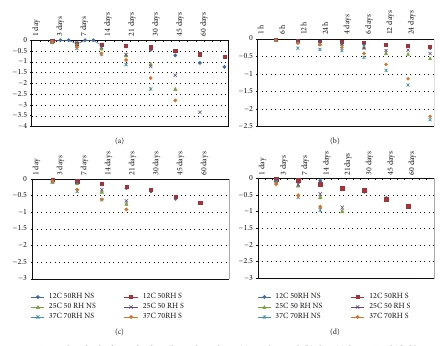 1 day
3 days
7 days
14 days
21 days
30 days
45 days
60 days
0
−0.5
−1
−1.5
−2
−2.5
−3
−3.5
−4
(a)
1 h
6 h
12 h
24 h
4 days
6 days
12 days
24 days
60 days
0
−0.5
−1
−1.5
−2
−2.5
(b)
1 day
3 days
7 days
14 days
21 days
30 days
45 days
60 days
0
−0.5
−1
−1.5
−2
−2.5
−3
12C 50RH NS
12C 50RH S
25C 50 RH NS
25C 50 RH S
37C 70RH NS
37C 70RH S
(c)
1 day
3 days
7 days
14 days
21 days
30 days
45 days
60 days
0
−0.5
−1
−1.5
−2
−2.5
−3
12C 50RH NS
12C 50RH S
25C 50 RH NS
25C 50 RH S
37C 70RH NS
37C 70RH S
(d)